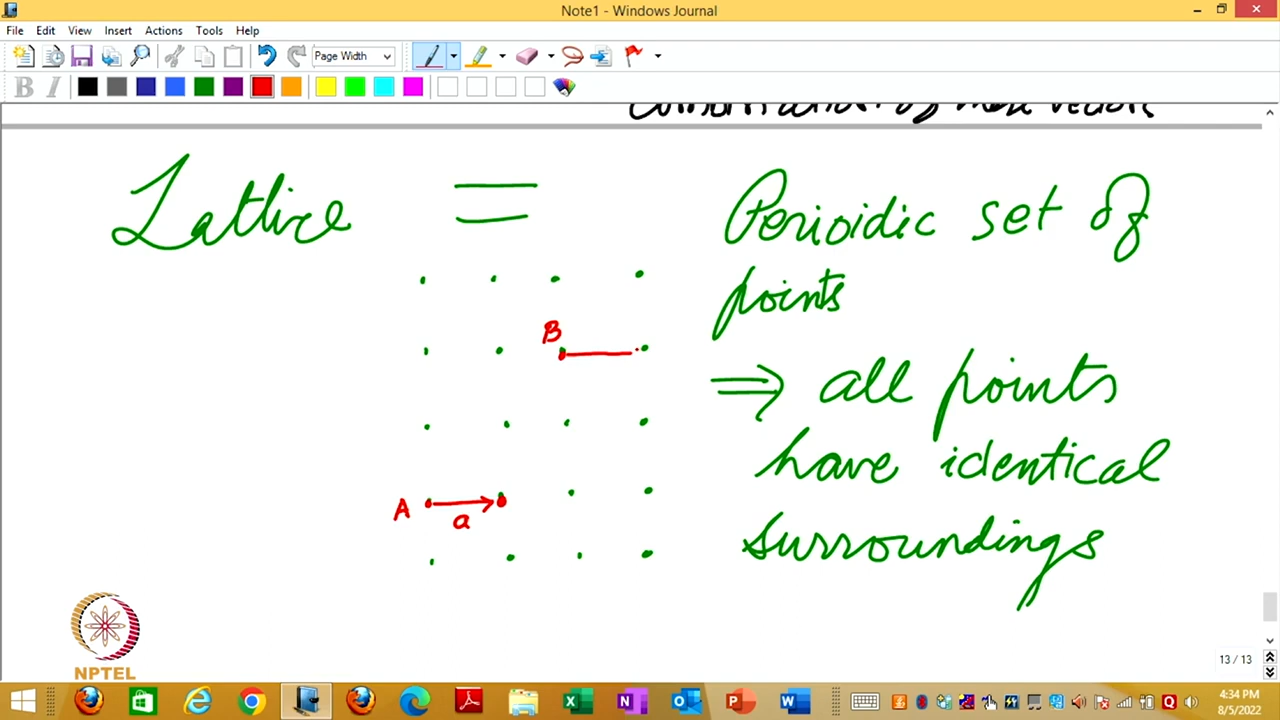 Note1 - Windows Journal
File Edit View Insert Actions Tools Help
Page Width
B I
Lattice = Perioidic set of
points
B
⇒ all points
have identical
A a
surroundings
NPTEL
13 / 13
4:34 PM
8/5/2022